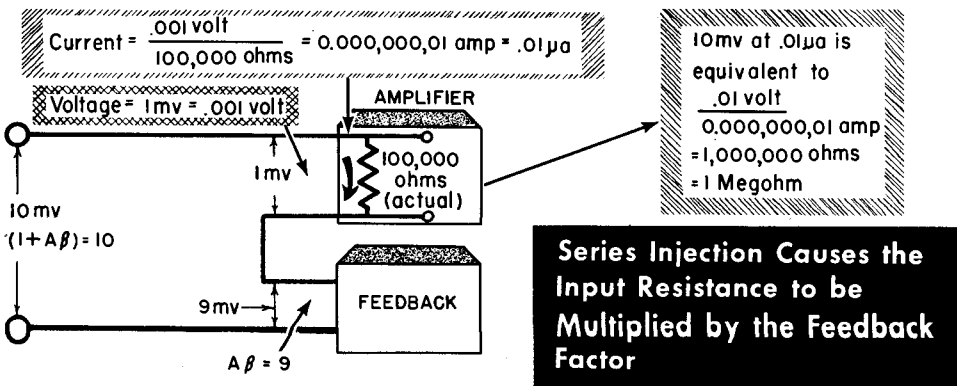 Current = .001 volt / 100,000 ohms = 0.000,000,01 amp = .01μa
Voltage = 1mv = .001 volt
AMPLIFIER
1mv
100,000
ohms
(actual)
10mv
(1+Aβ) = 10
9mv
FEEDBACK
Aβ = 9
10mv at .01μa is
equivalent to
.01 volt
0.000,000,01 amp
=1,000,000 ohms
=1 Megohm
Series Injection Causes the
Input Resistance to be
Multiplied by the Feedback
Factor